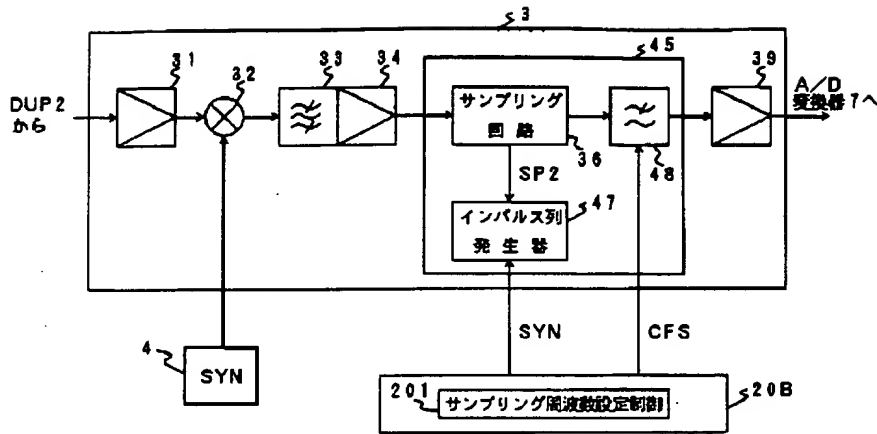 3
31
32
33
34
45
39
DUP2
から
サンプリング
回路
36
48
A/D
変換器7へ
SP2
インパルス列
発生器
47
4
SYN
SYN
CFS
201
サンプリング周波数設定制御
20B